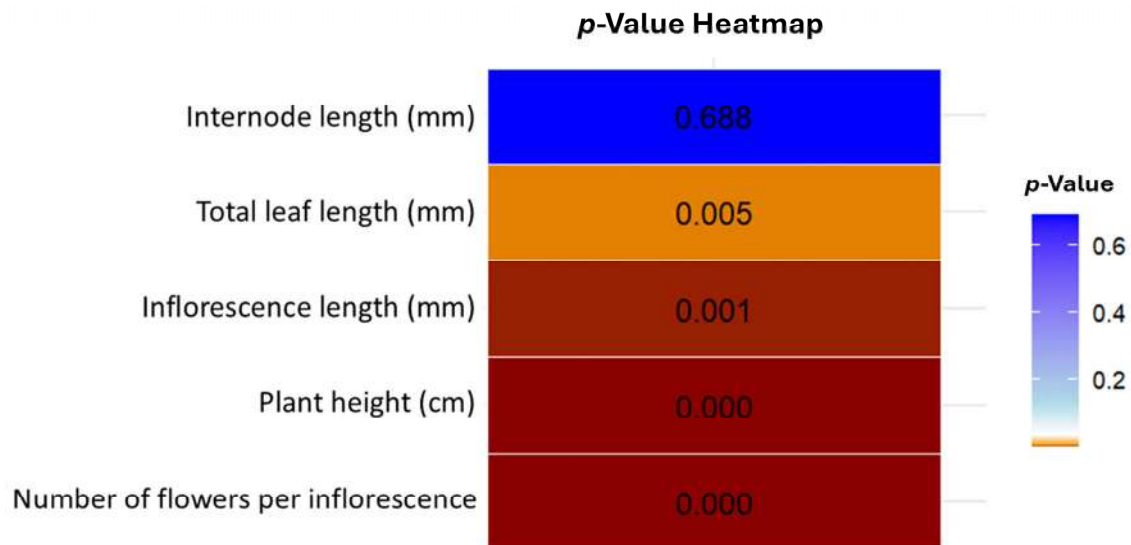 p-Value Heatmap
Internode length (mm) 0.688
Total leaf length (mm) 0.005
Inflorescence length (mm) 0.001
Plant height (cm) 0.000
Number of flowers per inflorescence 0.000
p-Value
0.6
0.4
0.2